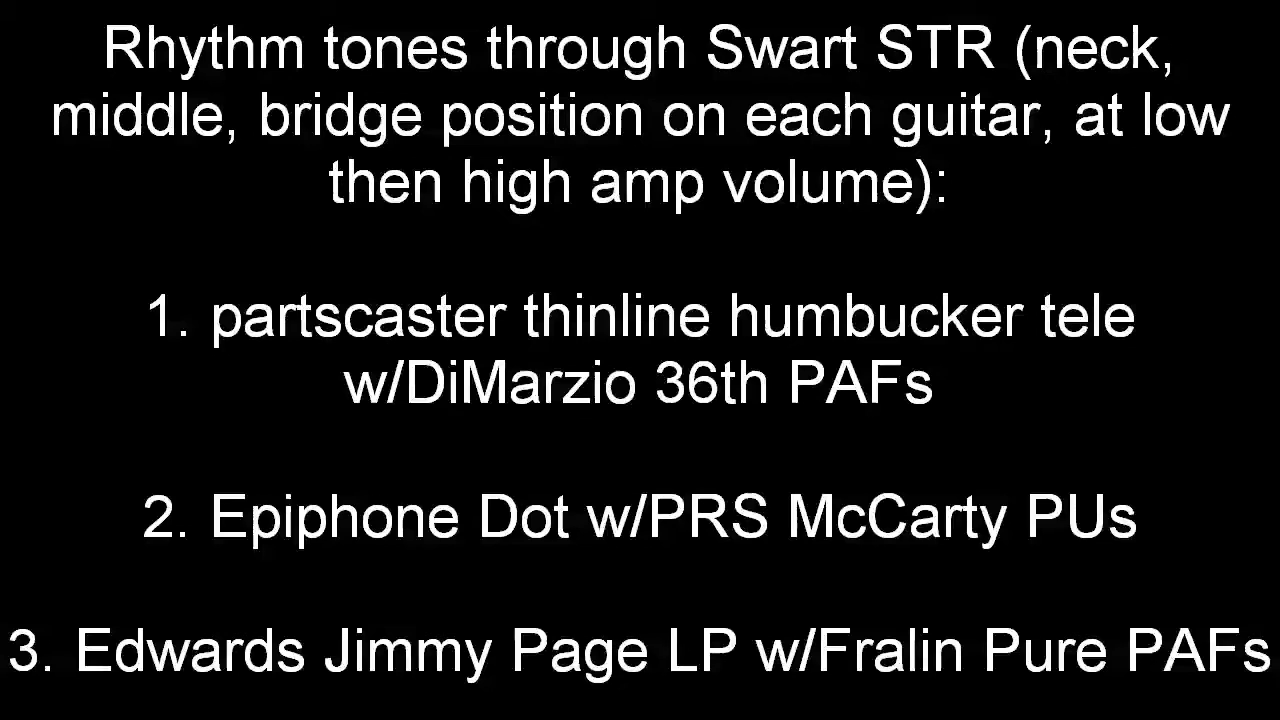 Rhythm tones through Swart STR (neck,
middle, bridge position on each guitar, at low
then high amp volume):
1. partscaster thinline humbucker tele
w/DiMarzio 36th PAFs
2. Epiphone Dot w/PRS McCarty PUs
3. Edwards Jimmy Page LP w/Fralin Pure PAFs